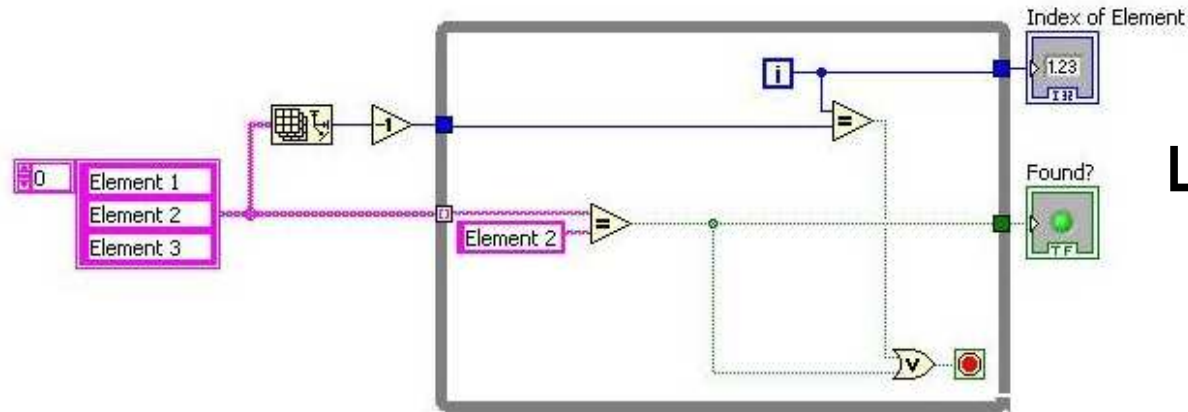 Index of Element
i
1.23
I32
-1
=
0
Element 1
Element 2
Element 3
Element 2
=
Found?
TF
V
L